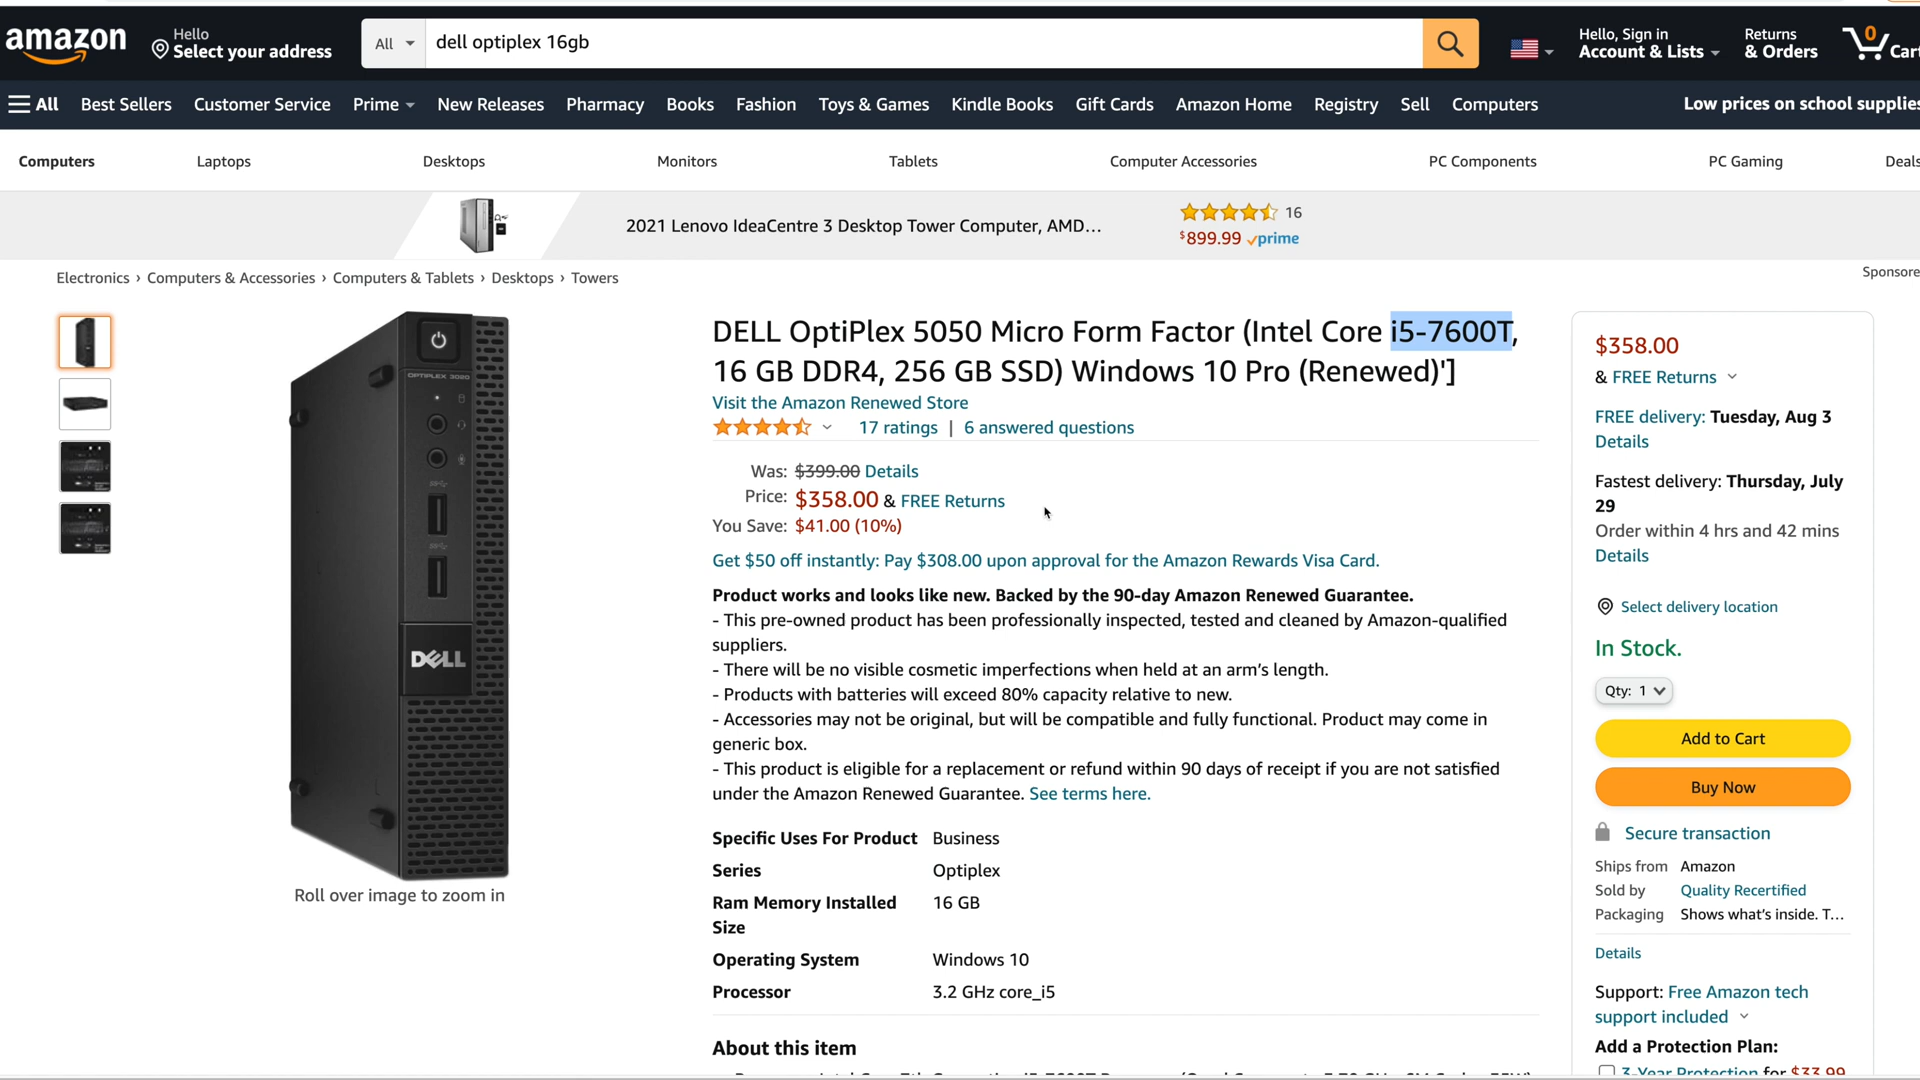 amazon
Hello
Select your address
All
dell optiplex 16gb
Hello, Sign in
Account & Lists
Returns
& Orders
0
Cart
All
Best Sellers
Customer Service
Prime
New Releases
Pharmacy
Books
Fashion
Toys & Games
Kindle Books
Gift Cards
Amazon Home
Registry
Sell
Computers
Low prices on school supplies
Computers
Laptops
Desktops
Monitors
Tablets
Computer Accessories
PC Components
PC Gaming
Deals
2021 Lenovo IdeaCentre 3 Desktop Tower Computer, AMD…
16
$899.99 prime
Electronics › Computers & Accessories › Computers & Tablets › Desktops › Towers
Sponsore
OPTIPLEX 3020
DELL
Roll over image to zoom in
DELL OptiPlex 5050 Micro Form Factor (Intel Core i5-7600T,
16 GB DDR4, 256 GB SSD) Windows 10 Pro (Renewed)']
Visit the Amazon Renewed Store
17 ratings | 6 answered questions
Was: $399.00 Details
Price: $358.00 & FREE Returns
You Save: $41.00 (10%)
Get $50 off instantly: Pay $308.00 upon approval for the Amazon Rewards Visa Card.
Product works and looks like new. Backed by the 90-day Amazon Renewed Guarantee.
- This pre-owned product has been professionally inspected, tested and cleaned by Amazon-qualified
suppliers.
- There will be no visible cosmetic imperfections when held at an arm's length.
- Products with batteries will exceed 80% capacity relative to new.
- Accessories may not be original, but will be compatible and fully functional. Product may come in
generic box.
- This product is eligible for a replacement or refund within 90 days of receipt if you are not satisfied
under the Amazon Renewed Guarantee. See terms here.
Specific Uses For Product Business
Series Optiplex
Ram Memory Installed 16 GB
Size
Operating System Windows 10
Processor 3.2 GHz core_i5
About this item
$358.00
& FREE Returns
FREE delivery: Tuesday, Aug 3
Details
Fastest delivery: Thursday, July
29
Order within 4 hrs and 42 mins
Details
Select delivery location
In Stock.
Qty: 1
Add to Cart
Buy Now
Secure transaction
Ships from Amazon
Sold by Quality Recertified
Packaging Shows what's inside. T…
Details
Support: Free Amazon tech
support included
Add a Protection Plan:
3-Year Protection for $33.99